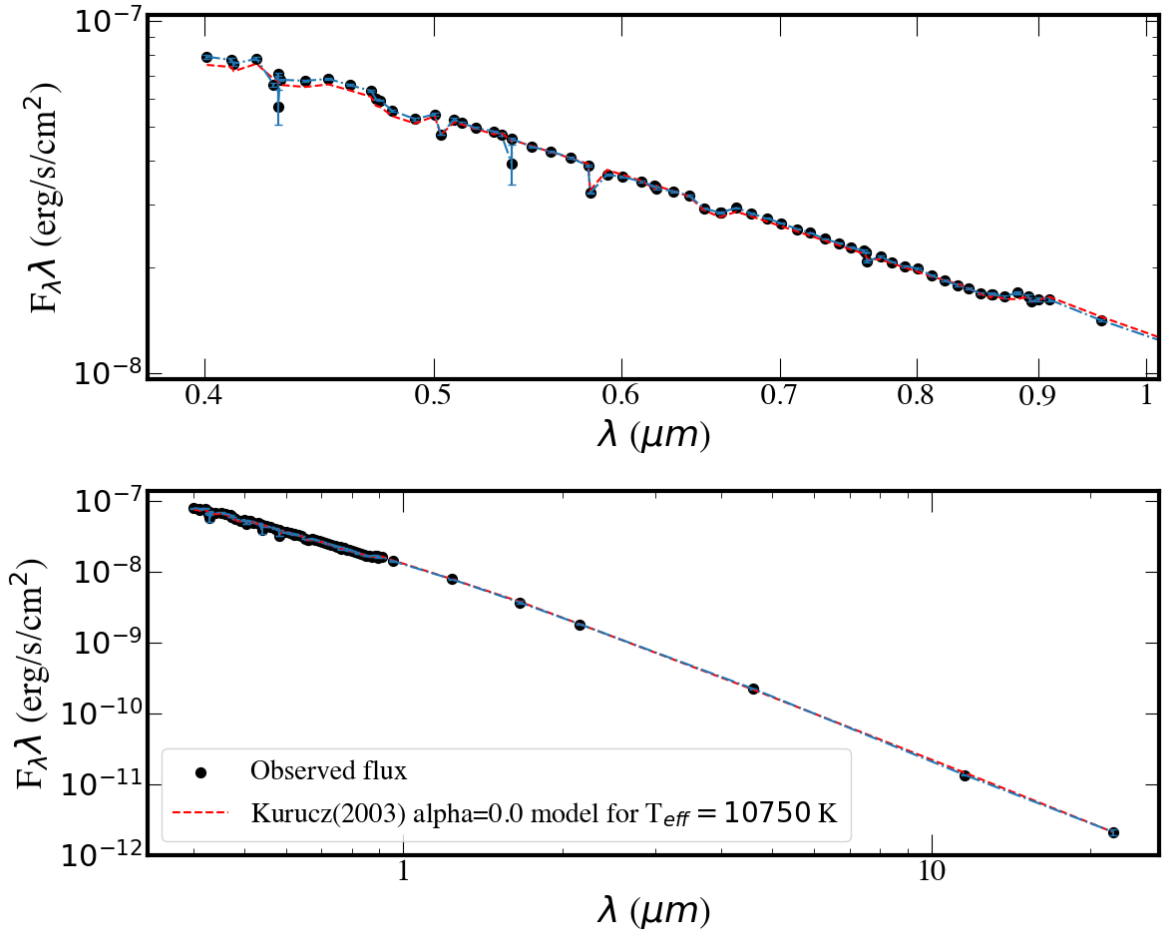 10⁻⁷
10⁻⁸
F_λλ (erg/s/cm²)
0.4 0.5 0.6 0.7 0.8 0.9 1
λ (μm)
10⁻⁷
10⁻⁸
10⁻⁹
10⁻¹⁰
10⁻¹¹
10⁻¹²
F_λλ (erg/s/cm²)
Observed flux
Kurucz(2003) alpha=0.0 model for T_eff = 10750 K
1 10
λ (μm)